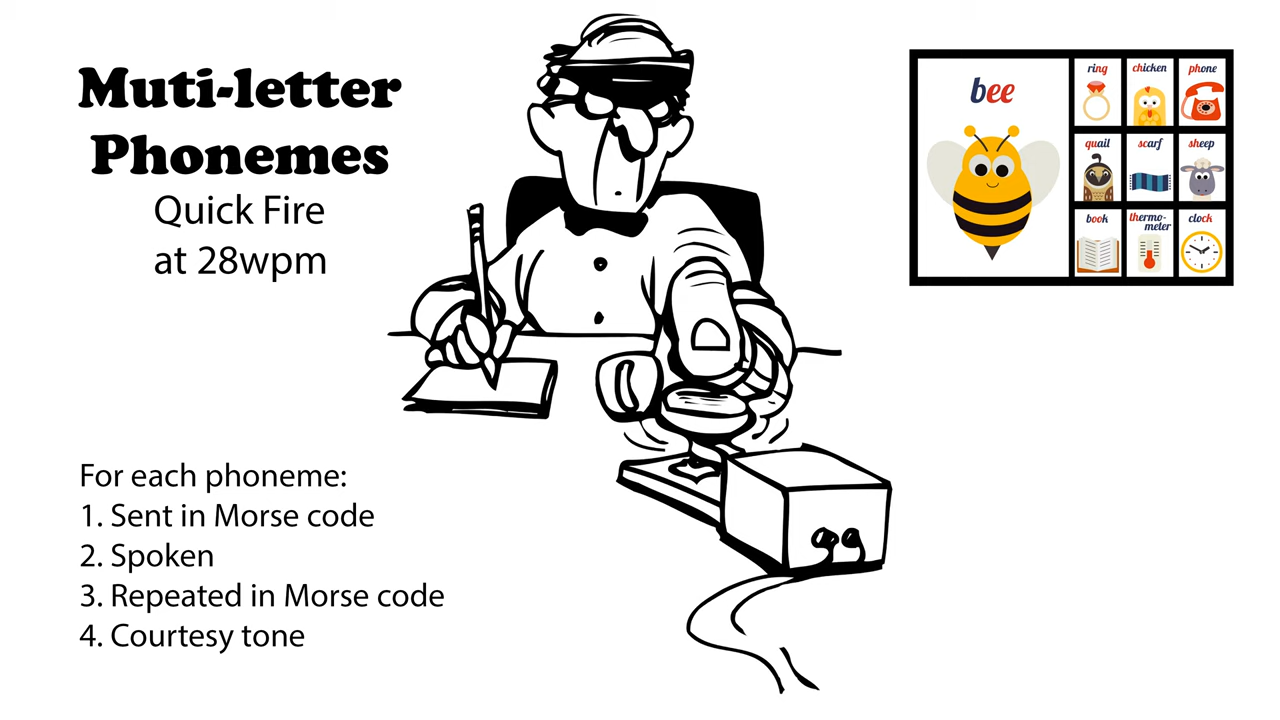 Muti-letter
Phonemes
Quick Fire
at 28wpm
bee
ring
chicken
phone
quail
scarf
sheep
book
thermo-
meter
clock
For each phoneme:
1. Sent in Morse code
2. Spoken
3. Repeated in Morse code
4. Courtesy tone